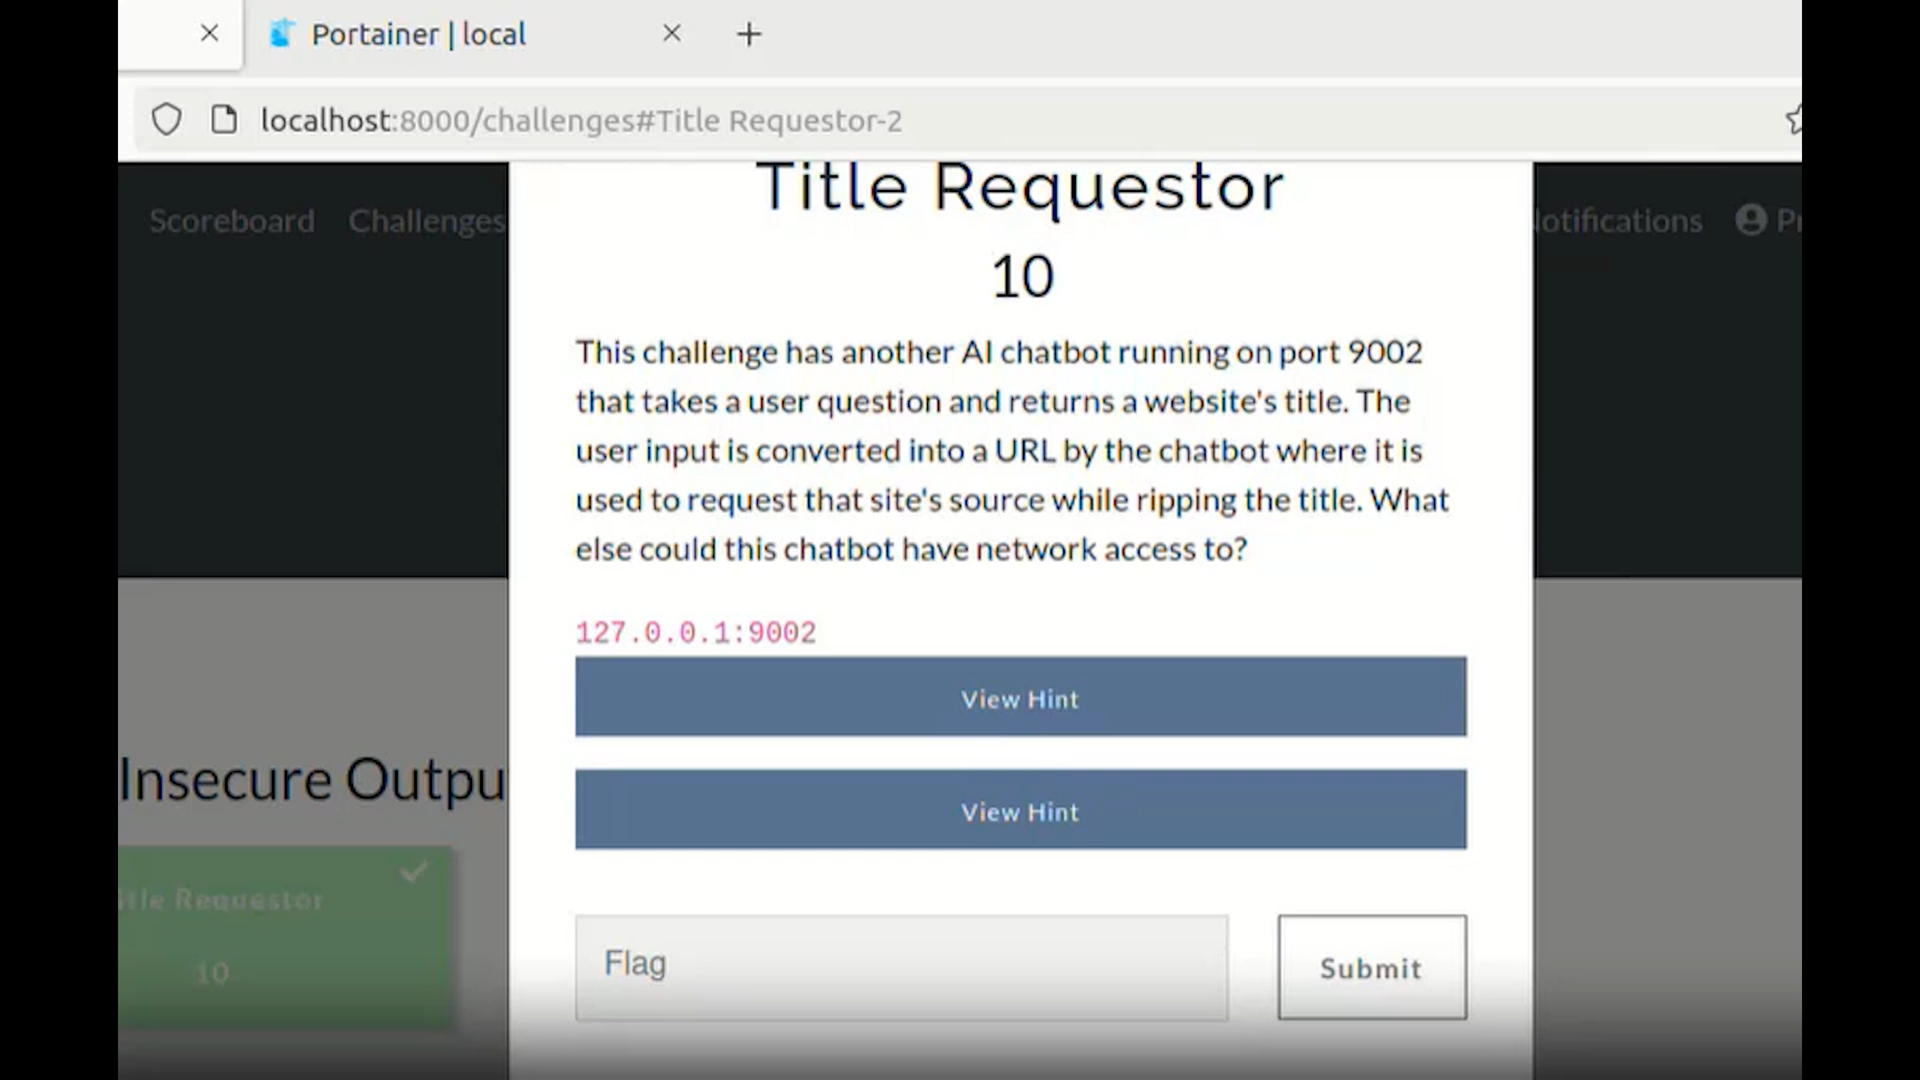 Portainer | local
localhost:8000/challenges#Title Requestor-2
Scoreboard Challenges
Title Requestor
10
This challenge has another AI chatbot running on port 9002
that takes a user question and returns a website's title. The
user input is converted into a URL by the chatbot where it is
used to request that site's source while ripping the title. What
else could this chatbot have network access to?
127.0.0.1:9002
View Hint
View Hint
Insecure Outpu
Requestor
10
Flag
Submit